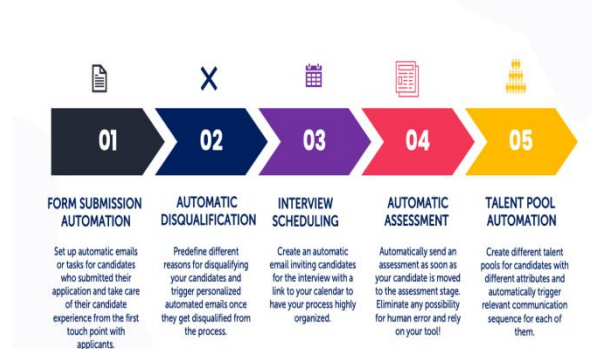 01
02
03
04
05
FORM SUBMISSION
AUTOMATION
Set up automatic emails
or tasks for candidates
who submitted their
application and take care
of their candidate
experience from the first
touch point with
applicants.
AUTOMATIC
DISQUALIFICATION
Predefine different
reasons for disqualifying
your candidates and
trigger personalized
automated emails once
they get disqualified from
the process.
INTERVIEW
SCHEDULING
Create an automatic
email inviting candidates
for the interview with a
link to your calendar to
have your process highly
organized.
AUTOMATIC
ASSESSMENT
Automatically send an
assessment as soon as
your candidate is moved
to the assessment stage.
Eliminate any possibility
for human error and rely
on your tool!
TALENT POOL
AUTOMATION
Create different talent
pools for candidates with
different attributes and
automatically trigger
relevant communication
sequence for each of
them.